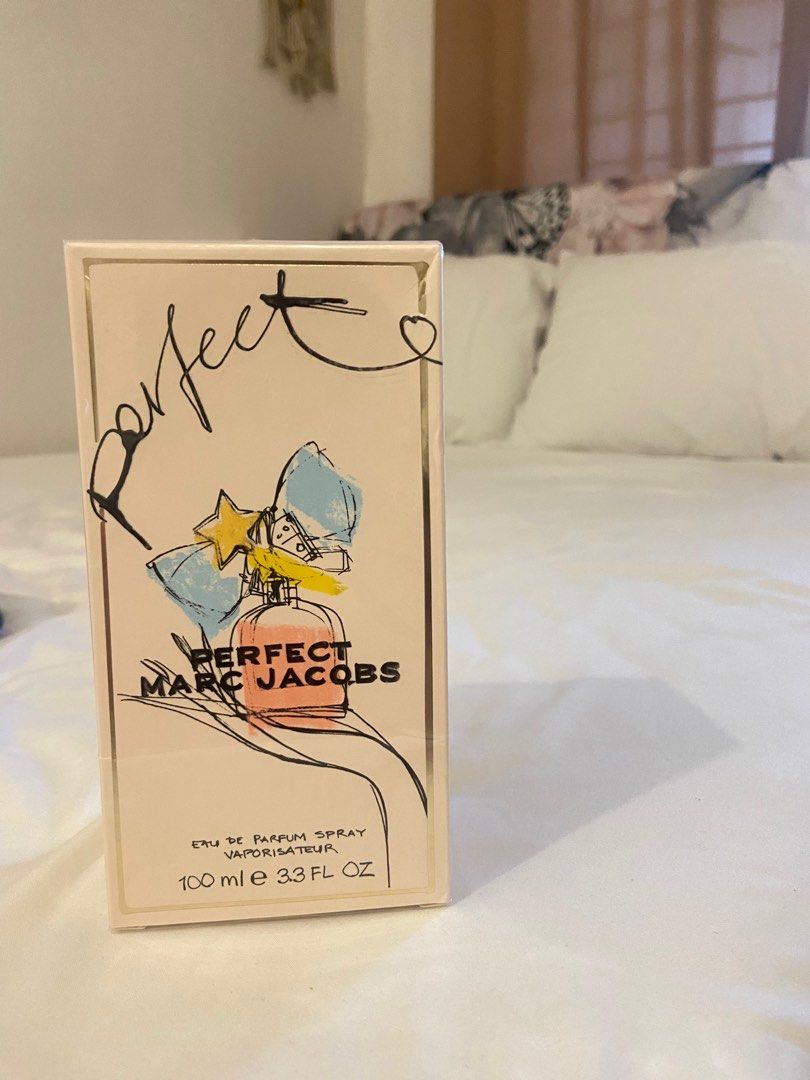 Perfect
PERFECT
MARC JACOBS
EAU DE PARFUM SPRAY
VAPORISATEUR
100 ml e 3.3 FL OZ